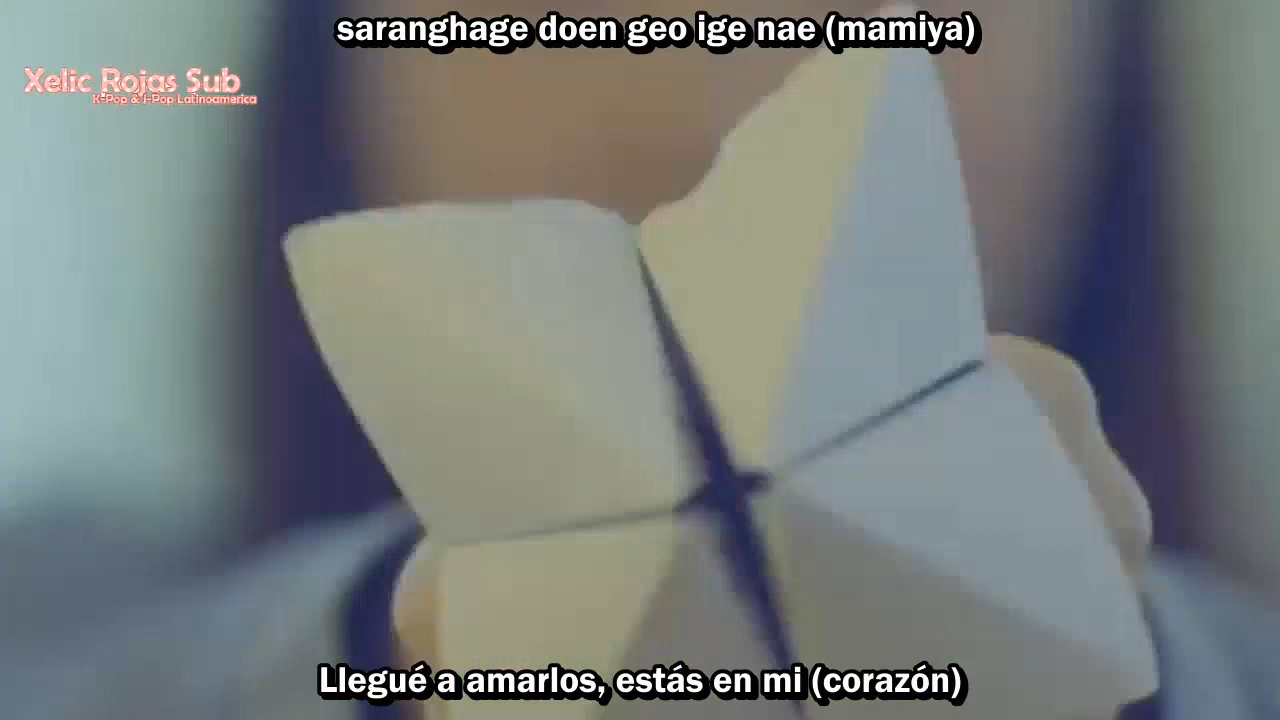 saranghage doen geo ige nae (mamiya)
Xelic Rojas Sub
K-Pop & J-Pop Latinoamerica
Llegué a amarlos, estás en mi (corazón)